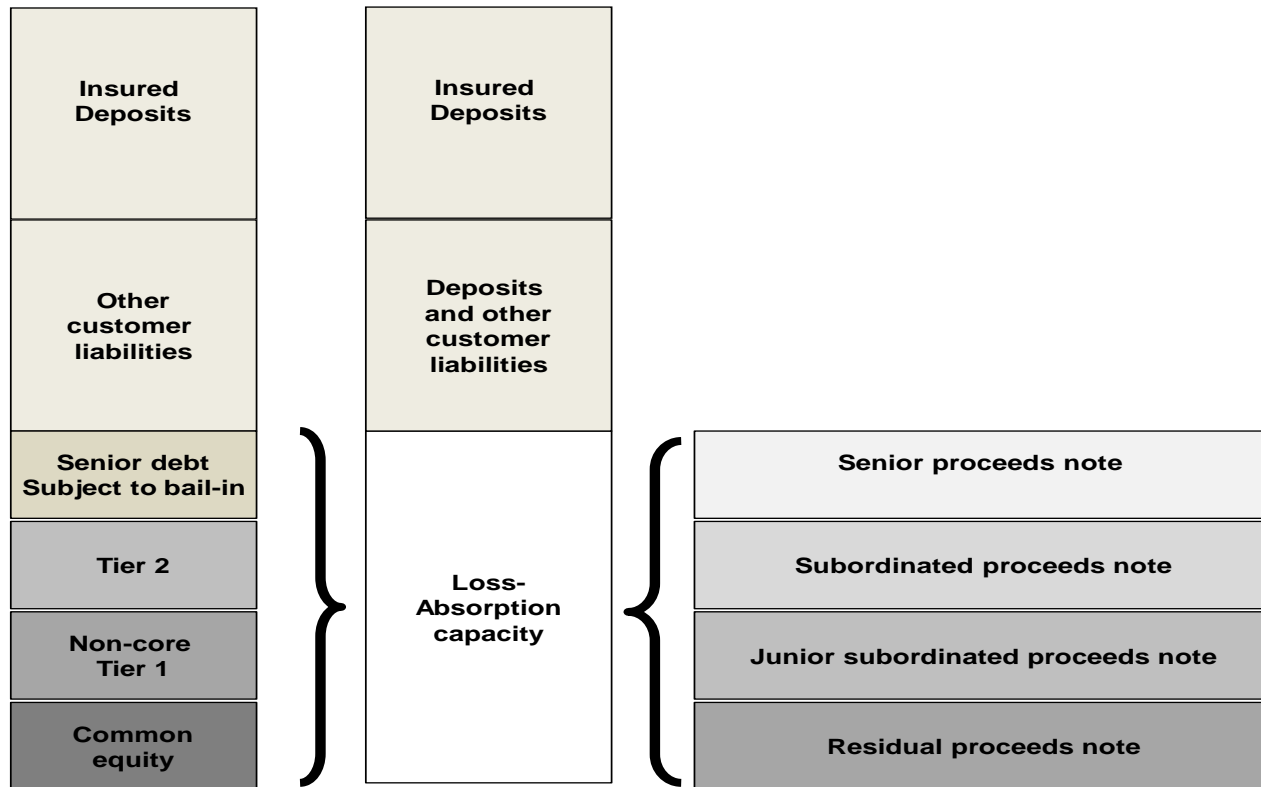 Insured
Deposits
Other
customer
liabilities
Senior debt
Subject to bail-in
Tier 2
Non-core
Tier 1
Common
equity
Insured
Deposits
Deposits
and other
customer
liabilities
Loss-
Absorption
capacity
Senior proceeds note
Subordinated proceeds note
Junior subordinated proceeds note
Residual proceeds note